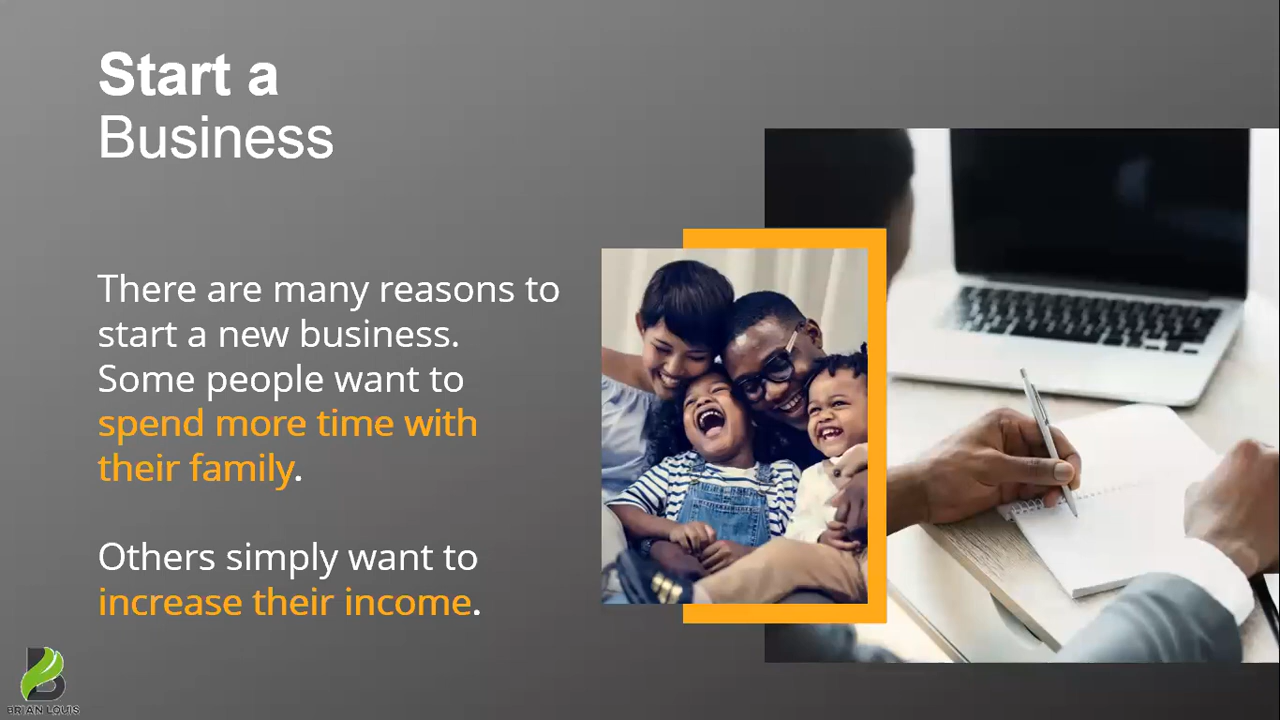 Start a
Business
There are many reasons to
start a new business.
Some people want to
spend more time with
their family.
Others simply want to
increase their income.
BRIAN LOUIS